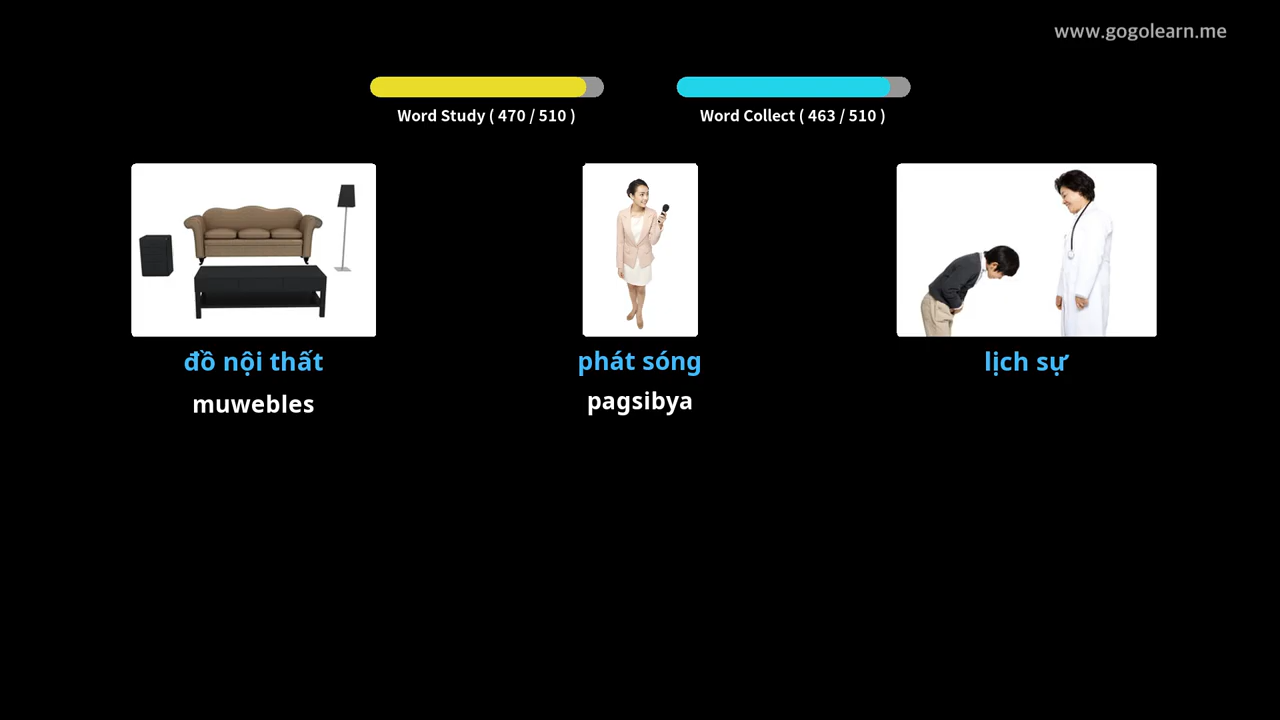 www.gogolearn.me
Word Study ( 470 / 510 )
Word Collect ( 463 / 510 )
đồ nội thất
phát sóng
lịch sự
muwebles
pagsibya